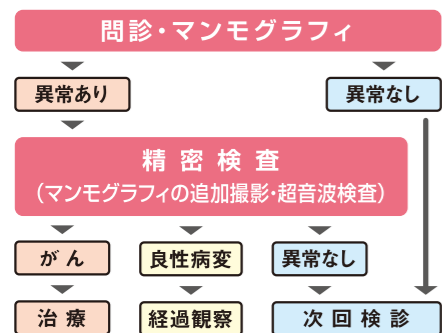 問診・マンモグラフィ
異常あり
異常なし
精密検査
（マンモグラフィの追加撮影・超音波検査）
がん
良性病変
異常なし
治療
経過観察
次回検診